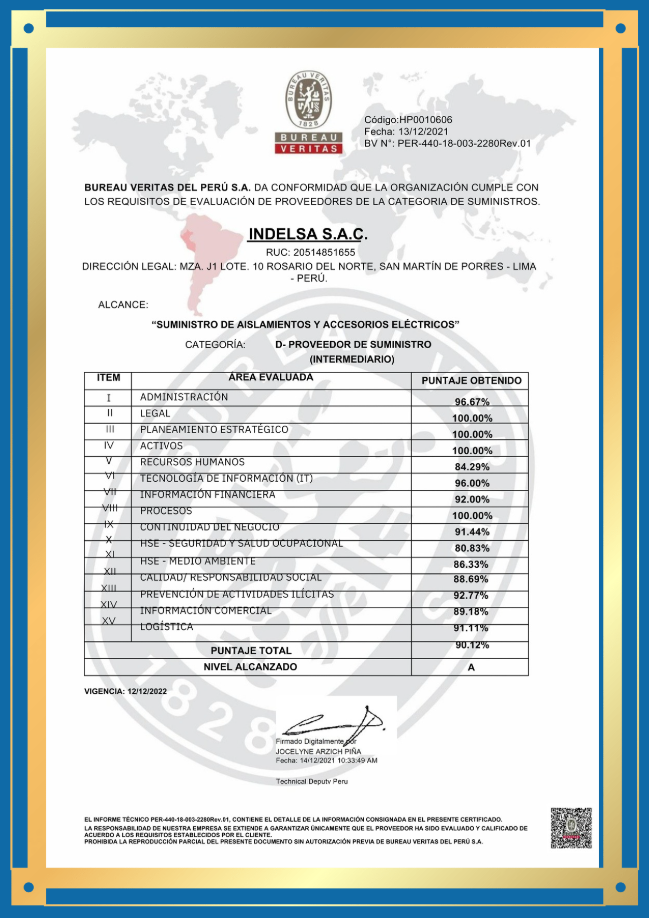 BUREAU VERITAS
1828
BUREAU
VERITAS
Código:HP0010606
Fecha: 13/12/2021
BV N°: PER-440-18-003-2280Rev.01
BUREAU VERITAS DEL PERÚ S.A. DA CONFORMIDAD QUE LA ORGANIZACIÓN CUMPLE CON
LOS REQUISITOS DE EVALUACIÓN DE PROVEEDORES DE LA CATEGORIA DE SUMINISTROS.
INDELSA S.A.C.
RUC: 20514851655
DIRECCIÓN LEGAL: MZA. J1 LOTE. 10 ROSARIO DEL NORTE, SAN MARTÍN DE PORRES - LIMA
- PERÚ.
ALCANCE:
“SUMINISTRO DE AISLAMIENTOS Y ACCESORIOS ELÉCTRICOS”
CATEGORÍA: D- PROVEEDOR DE SUMINISTRO
(INTERMEDIARIO)
ITEM ÁREA EVALUADA PUNTAJE OBTENIDO
I ADMINISTRACIÓN 96.67%
II LEGAL 100.00%
III PLANEAMIENTO ESTRATÉGICO 100.00%
IV ACTIVOS 100.00%
V RECURSOS HUMANOS 84.29%
VI TECNOLOGÍA DE INFORMACIÓN (IT) 96.00%
VII INFORMACIÓN FINANCIERA 92.00%
VIII PROCESOS 100.00%
IX CONTINUIDAD DEL NEGOCIO 91.44%
X HSE - SEGURIDAD Y SALUD OCUPACIONAL 80.83%
XI HSE - MEDIO AMBIENTE 86.33%
XII CALIDAD/ RESPONSABILIDAD SOCIAL 88.69%
XIII PREVENCIÓN DE ACTIVIDADES ILÍCITAS 92.77%
XIV INFORMACIÓN COMERCIAL 89.18%
XV LOGÍSTICA 91.11%
PUNTAJE TOTAL 90.12%
NIVEL ALCANZADO A
VIGENCIA: 12/12/2022
Firmado Digitalmente por
JOCELYNE ARZICH PIÑA
Fecha: 14/12/2021 10:33:49 AM
Technical Deputy Peru
EL INFORME TÉCNICO PER-440-18-003-2280Rev.01, CONTIENE EL DETALLE DE LA INFORMACIÓN CONSIGNADA EN EL PRESENTE CERTIFICADO.
LA RESPONSABILIDAD DE NUESTRA EMPRESA SE EXTIENDE A GARANTIZAR ÚNICAMENTE QUE EL PROVEEDOR HA SIDO EVALUADO Y CALIFICADO DE
ACUERDO A LOS REQUISITOS ESTABLECIDOS POR EL CLIENTE.
PROHIBIDA LA REPRODUCCIÓN PARCIAL DEL PRESENTE DOCUMENTO SIN AUTORIZACIÓN PREVIA DE BUREAU VERITAS DEL PERÚ S.A.